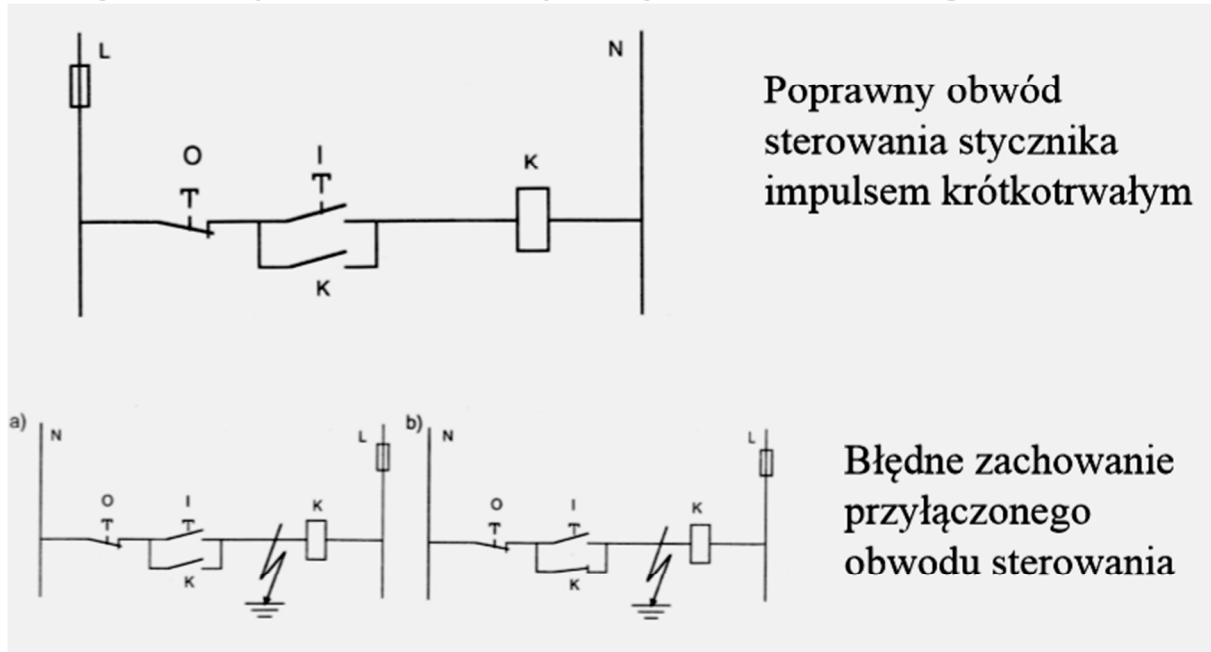 L
N
Poprawny obwód
sterowania stycznika
impulsem krótkotrwałym
O
I
K
K
a)
N
L
O
I
K
K
b)
N
L
O
I
K
K
Błędne zachowanie
przyłączonego
obwodu sterowania